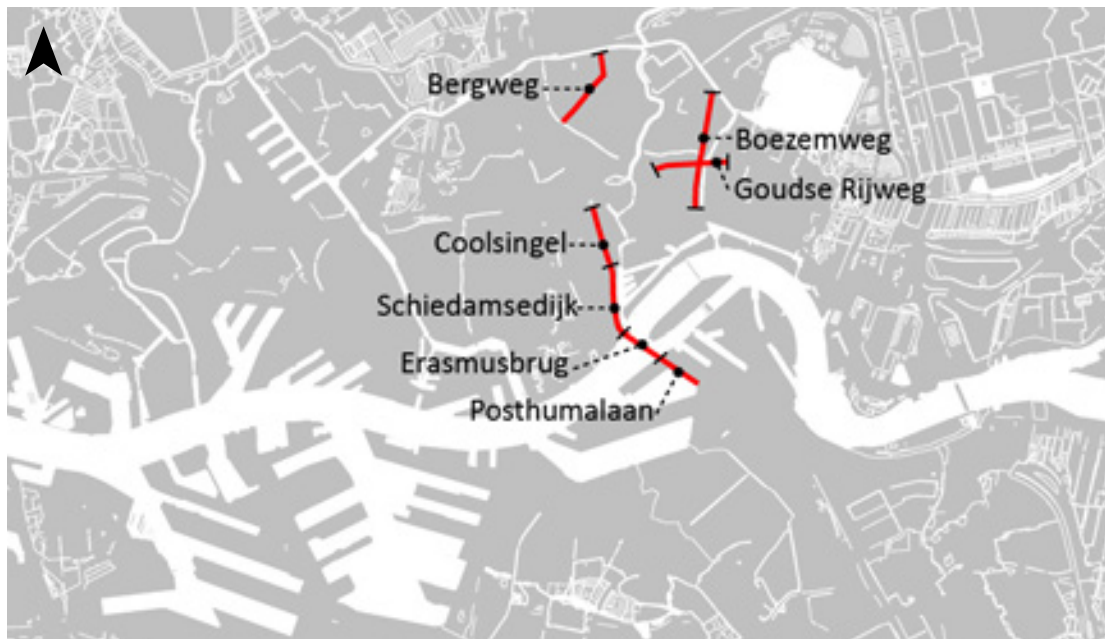 Bergweg
Boezemweg
Goudse Rijweg
Coolsingel
Schiedamsedijk
Erasmusbrug
Posthumalaan